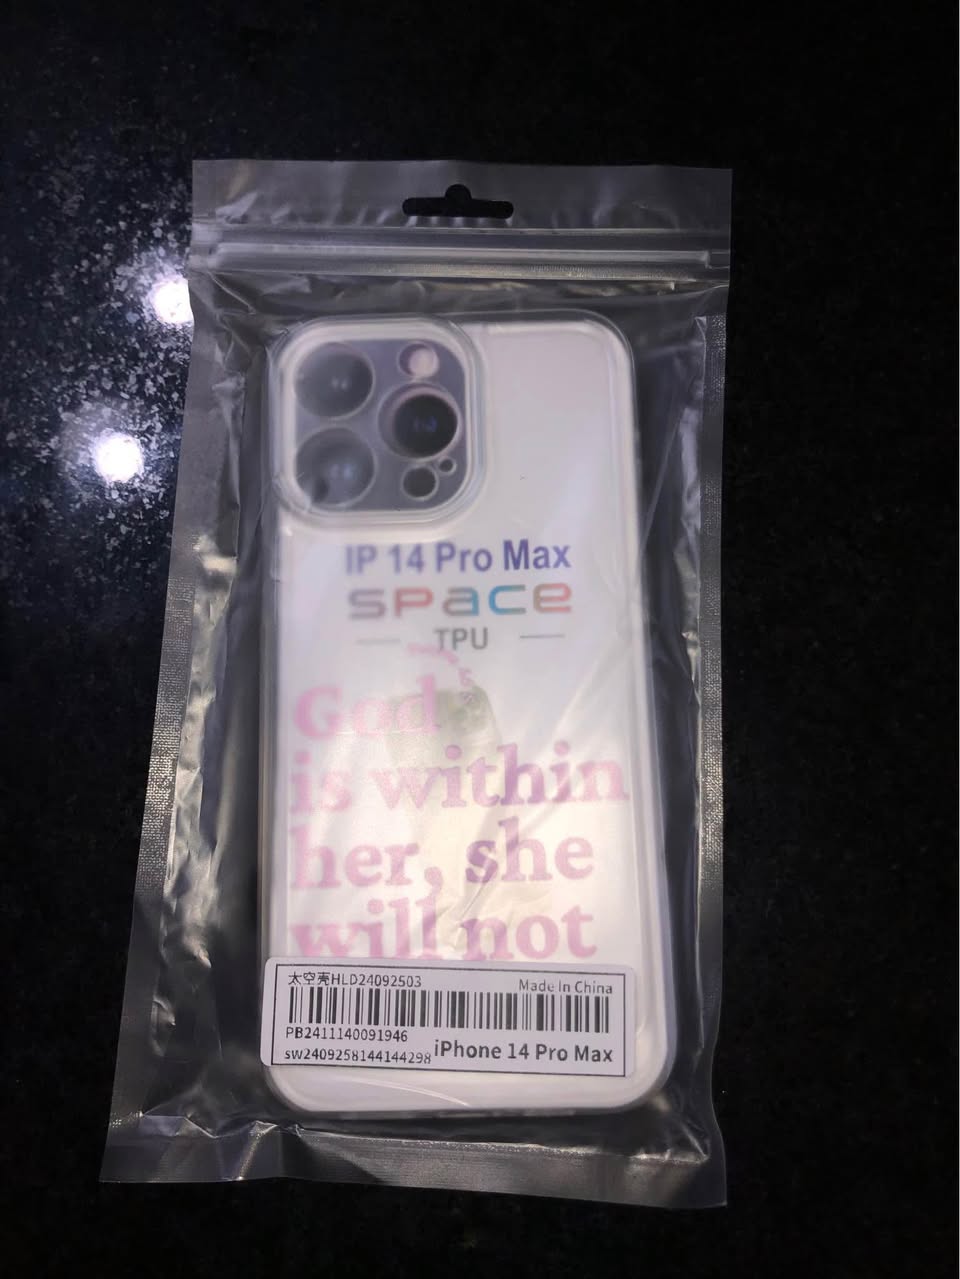 IP 14 Pro Max
SPACE
TPU
God
is within
her, she
will not
太空壳HLD24092503
Made In China
PB2411140091946
sw2409258144144298
iPhone 14 Pro Max